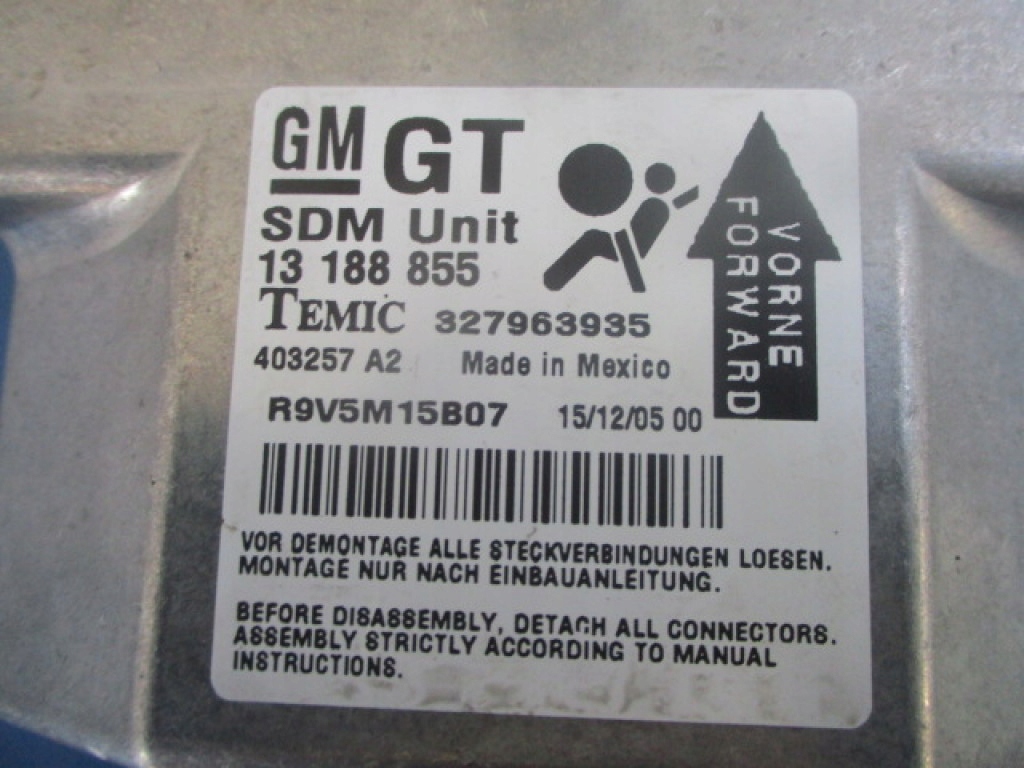 GM GT
SDM Unit
13 188 855
TEMIC 327963935
403257 A2 Made in Mexico
R9V5M15B07 15/12/05 00
VORNE
FORWARD
VOR DEMONTAGE ALLE STECKVERBINDUNGEN LOESEN.
MONTAGE NUR NACH EINBAUANLEITUNG.
BEFORE DISASSEMBLY, DETACH ALL CONNECTORS.
ASSEMBLY STRICTLY ACCORDING TO MANUAL
INSTRUCTIONS.